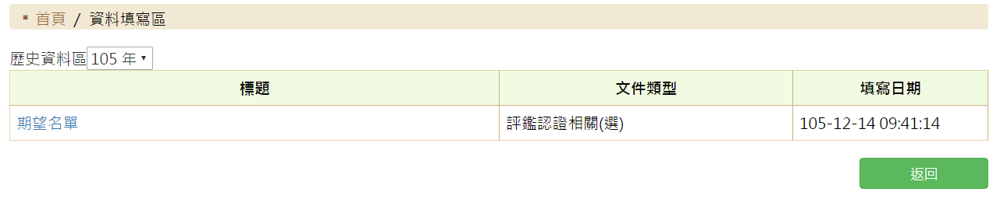 首頁 / 資料填寫區
歷史資料區 105 年
標題 文件類型 填寫日期
期望名單 評鑑認證相關(選) 105-12-14 09:41:14
返回